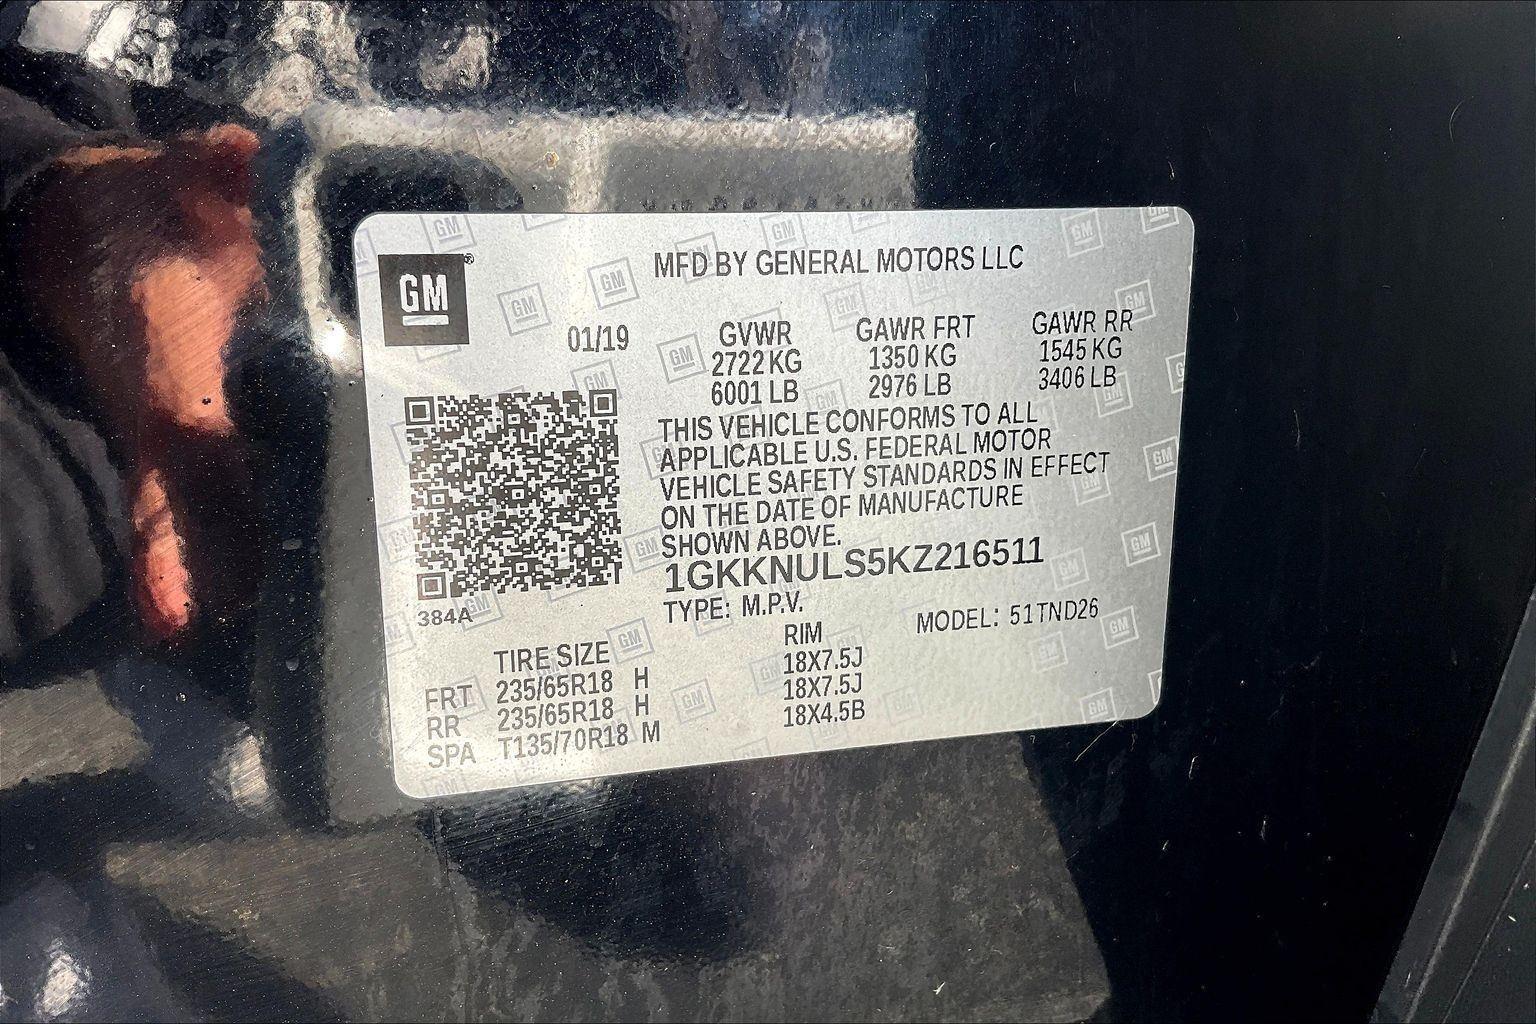 GM
MFD BY GENERAL MOTORS LLC
01/19
GVWR
2722 KG
6001 LB
GAWR FRT
1350 KG
2976 LB
GAWR RR
1545 KG
3406 LB
THIS VEHICLE CONFORMS TO ALL
APPLICABLE U.S. FEDERAL MOTOR
VEHICLE SAFETY STANDARDS IN EFFECT
ON THE DATE OF MANUFACTURE
SHOWN ABOVE.
1GKKNULS5KZ216511
TYPE: M.P.V.
MODEL: 51TND26
384A
TIRE SIZE RIM
FRT 235/65R18 H 18X7.5J
RR 235/65R18 H 18X7.5J
SPA T135/70R18 M 18X4.5B